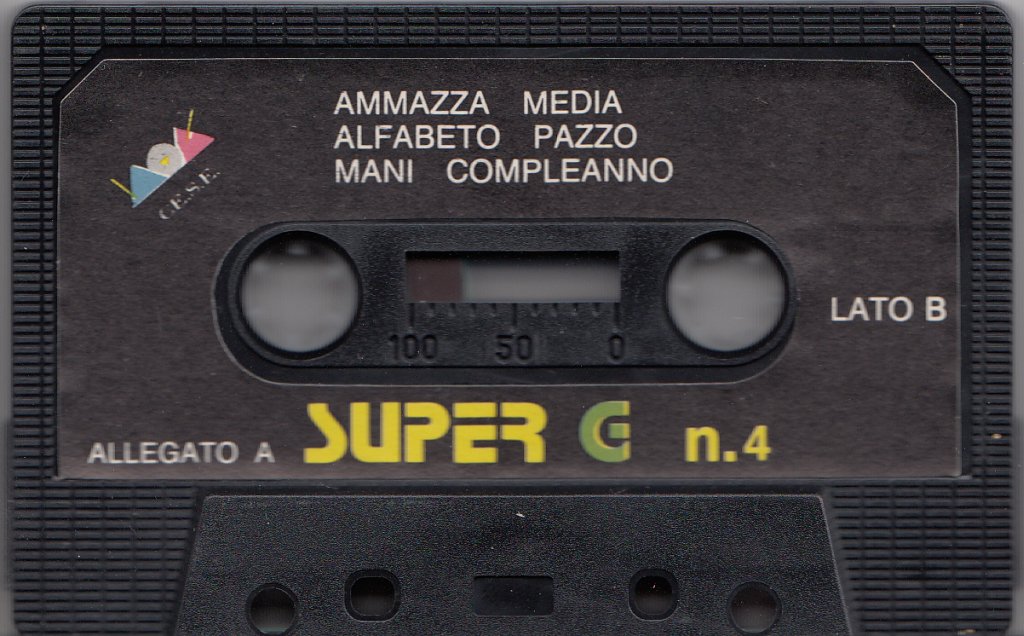 AMMAZZA MEDIA
ALFABETO PAZZO
MANI COMPLEANNO
C.E.S.E.
100 50 0
LATO B
ALLEGATO A SUPER G n.4